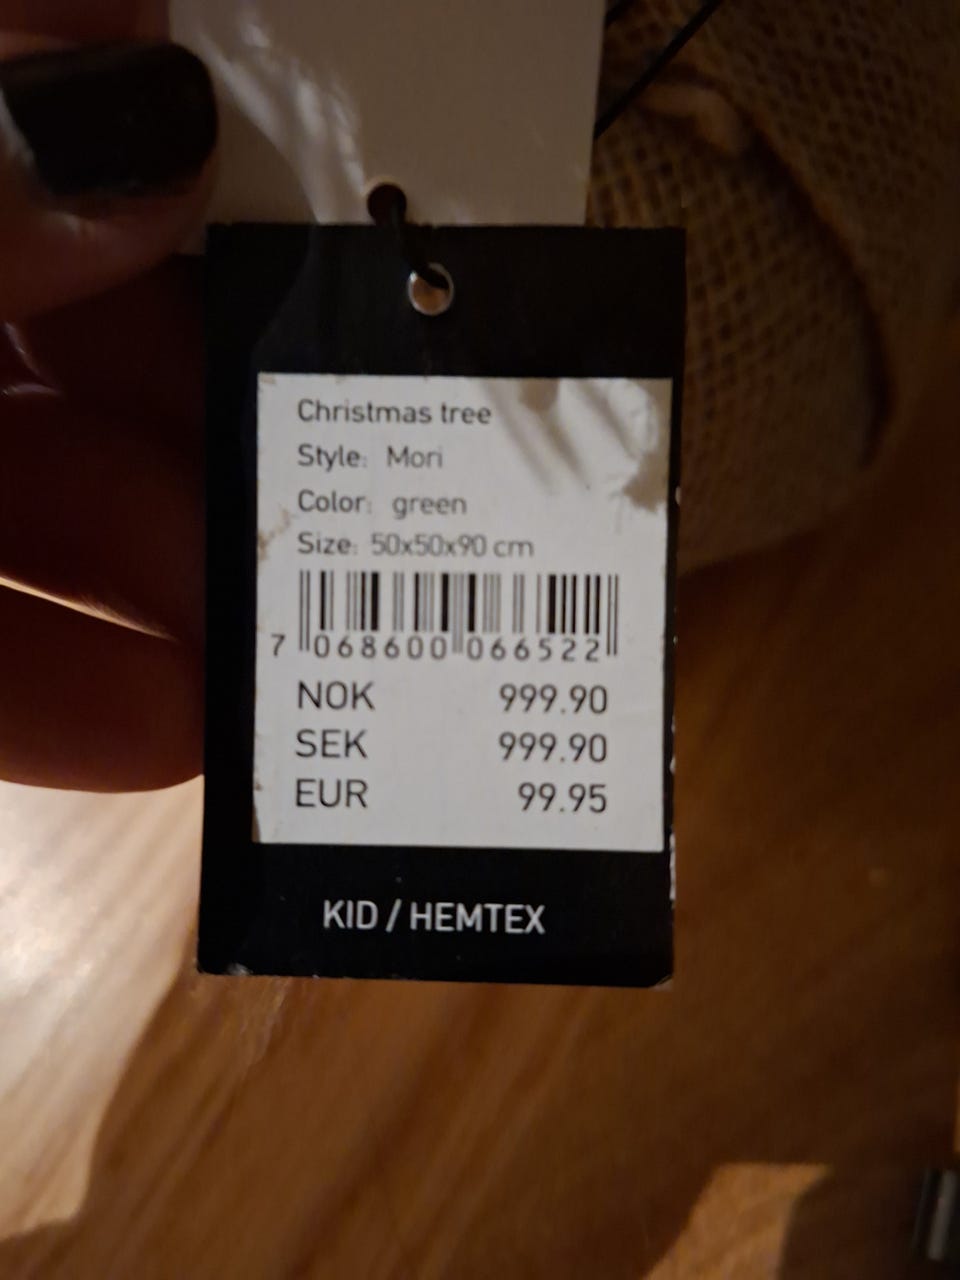 Christmas tree
Style: Mori
Color: green
Size: 50x50x90 cm
7 068600 066522
NOK 999.90
SEK 999.90
EUR 99.95
KID / HEMTEX